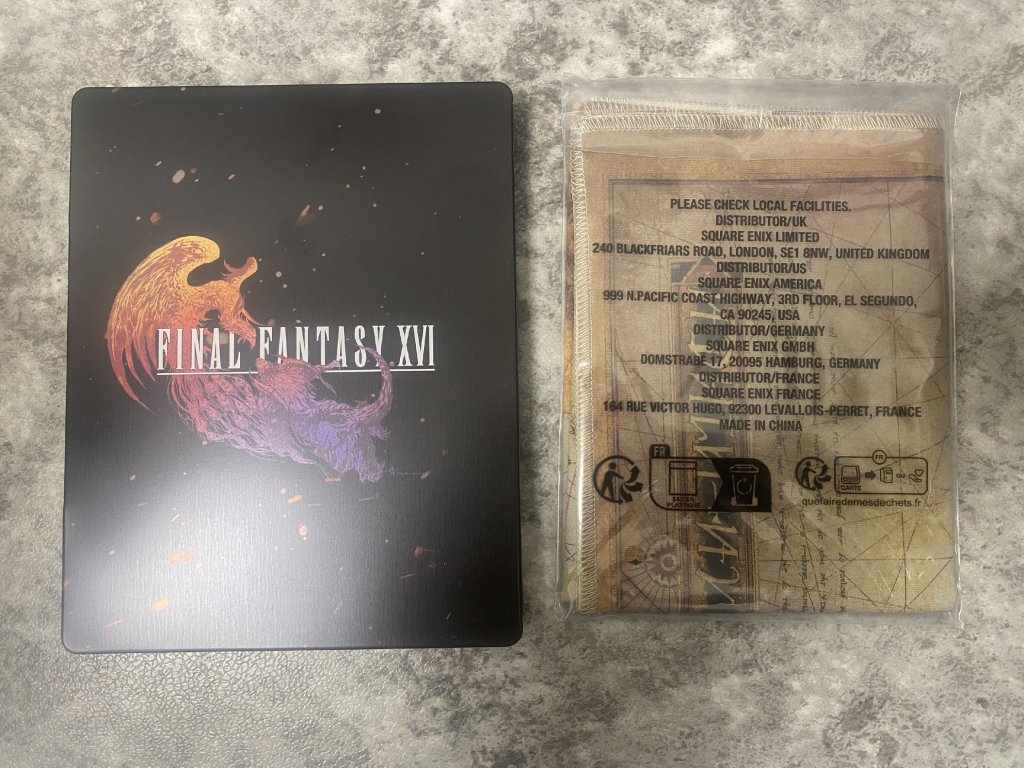 FINAL FANTASY XVI
PLEASE CHECK LOCAL FACILITIES.
DISTRIBUTOR/UK
SQUARE ENIX LIMITED
240 BLACKFRIARS ROAD, LONDON, SE1 8NW, UNITED KINGDOM
DISTRIBUTOR/US
SQUARE ENIX AMERICA
999 N.PACIFIC COAST HIGHWAY, 3RD FLOOR, EL SEGUNDO,
CA 90245, USA
DISTRIBUTOR/GERMANY
SQUARE ENIX GMBH
DOMSTRAßE 17, 20095 HAMBURG, GERMANY
DISTRIBUTOR/FRANCE
SQUARE ENIX FRANCE
164 RUE VICTOR HUGO, 92300 LEVALLOIS-PERRET, FRANCE
MADE IN CHINA
FR
SAC EN
PLASTIQUE
FR
CARTE
OU
quefairedemesdechets.fr